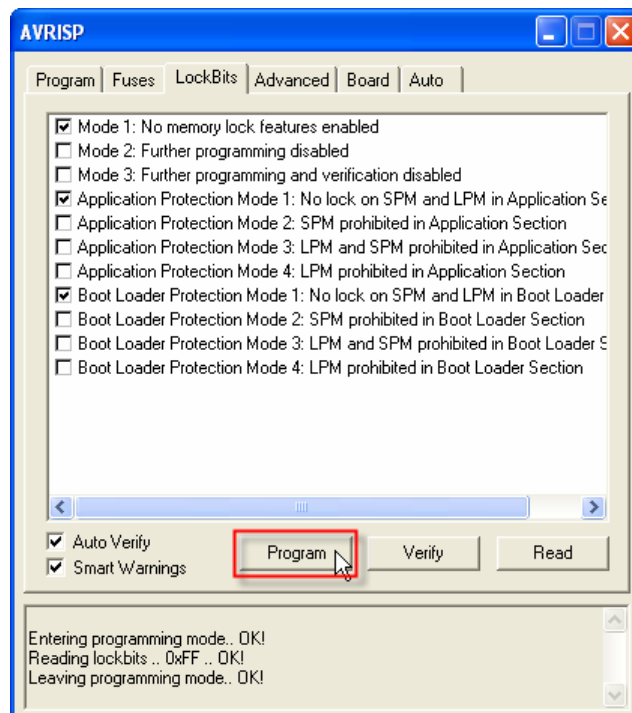 AVRISP
Program Fuses LockBits Advanced Board Auto
Mode 1: No memory lock features enabled
Mode 2: Further programming disabled
Mode 3: Further programming and verification disabled
Application Protection Mode 1: No lock on SPM and LPM in Application Se
Application Protection Mode 2: SPM prohibited in Application Section
Application Protection Mode 3: LPM and SPM prohibited in Application Sec
Application Protection Mode 4: LPM prohibited in Application Section
Boot Loader Protection Mode 1: No lock on SPM and LPM in Boot Loader
Boot Loader Protection Mode 2: SPM prohibited in Boot Loader Section
Boot Loader Protection Mode 3: LPM and SPM prohibited in Boot Loader S
Boot Loader Protection Mode 4: LPM prohibited in Boot Loader Section
Auto Verify
Smart Warnings
Program Verify Read
Entering programming mode.. OK!
Reading lockbits .. 0xFF .. OK!
Leaving programming mode.. OK!